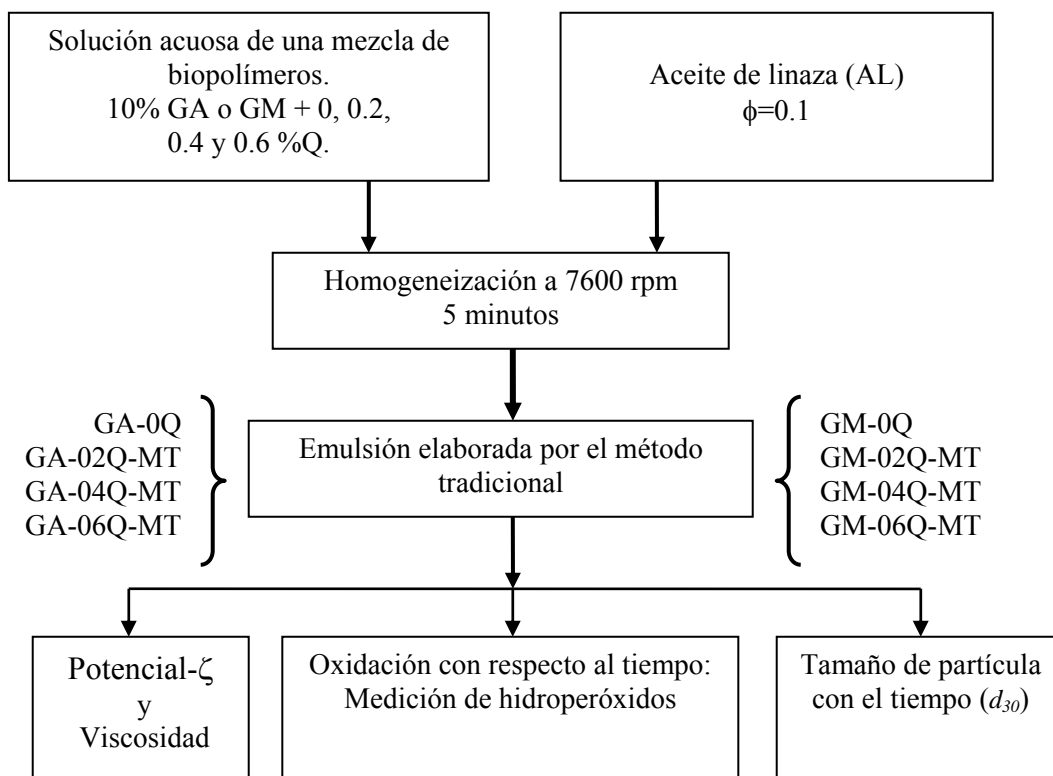 Solución acuosa de una mezcla de
biopolímeros.
10% GA o GM + 0, 0.2,
0.4 y 0.6 %Q.
Aceite de linaza (AL)
ϕ=0.1
Homogeneización a 7600 rpm
5 minutos
GA-0Q
GA-02Q-MT
GA-04Q-MT
GA-06Q-MT
Emulsión elaborada por el método
tradicional
GM-0Q
GM-02Q-MT
GM-04Q-MT
GM-06Q-MT
Potencial-ζ
y
Viscosidad
Oxidación con respecto al tiempo:
Medición de hidroperóxidos
Tamaño de partícula
con el tiempo (d30)